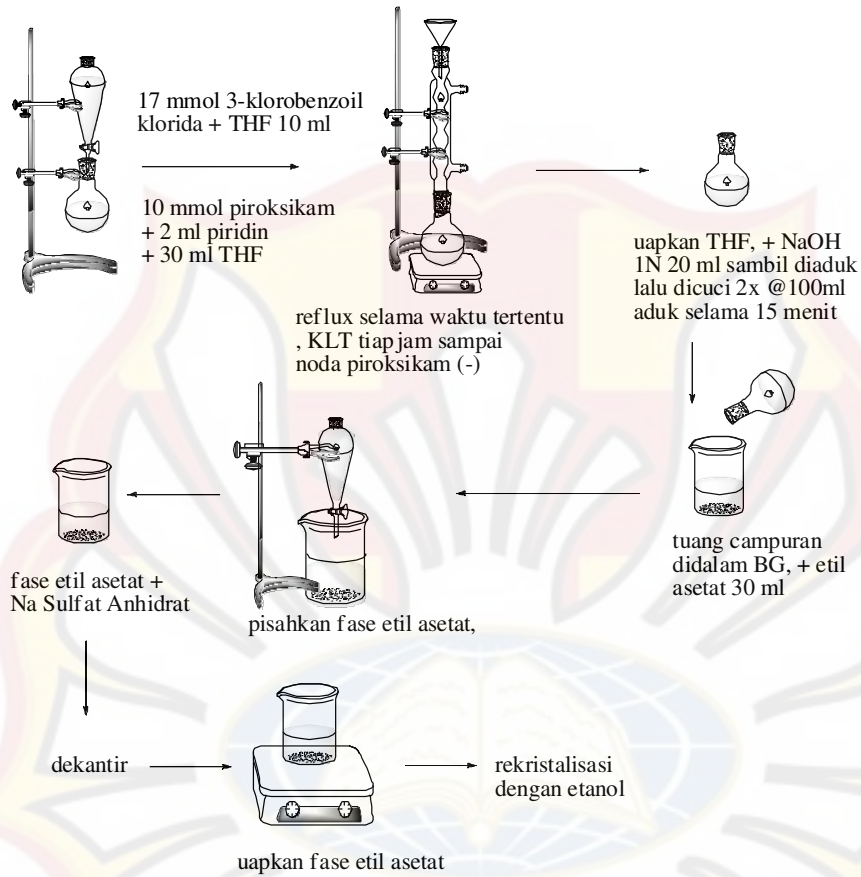 17 mmol 3-klorobenzoil
klorida + THF 10 ml
10 mmol piroksikam
+ 2 ml piridin
+ 30 ml THF
reflux selama waktu tertentu
, KLT tiap jam sampai
noda piroksikam (-)
uapkan THF, + NaOH
1N 20 ml sambil diaduk
lalu dicuci 2x @100ml
aduk selama 15 menit
tuang campuran
didalam BG, + etil
asetat 30 ml
pisahkan fase etil asetat,
fase etil asetat +
Na Sulfat Anhidrat
dekantir
uapkan fase etil asetat
rekristalisasi
dengan etanol